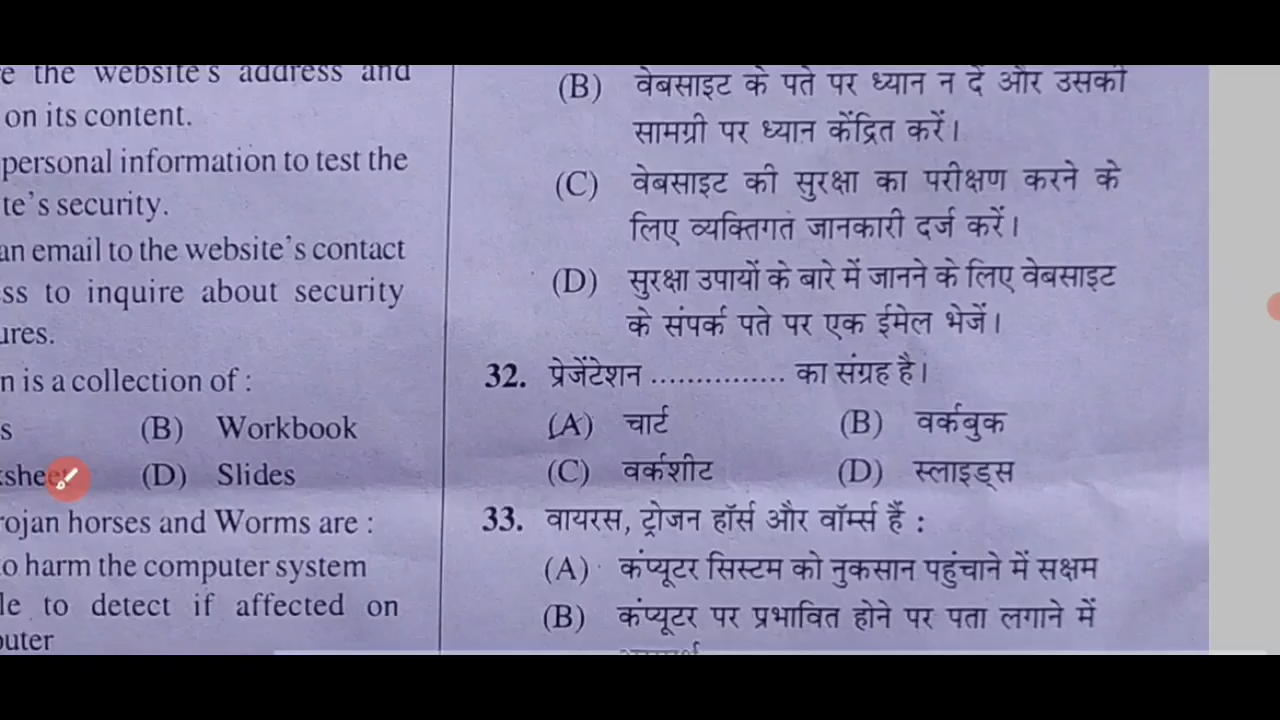 the website's address and
on its content.
personal information to test the
te's security.
an email to the website's contact
ss to inquire about security
ures.
n is a collection of :
s (B) Workbook
(D) Slides
rojan horses and Worms are :
o harm the computer system
le to detect if affected on
puter
(B) वेबसाइट के पते पर ध्यान न दें और उसकी
सामग्री पर ध्यान केंद्रित करें।
(C) वेबसाइट की सुरक्षा का परीक्षण करने के
लिए व्यक्तिगत जानकारी दर्ज करें।
(D) सुरक्षा उपायों के बारे में जानने के लिए वेबसाइट
के संपर्क पते पर एक ईमेल भेजें।
32. प्रेजेंटेशन ............... का संग्रह है।
(A) चार्ट (B) वर्कबुक
(C) वर्कशीट (D) स्लाइड्स
33. वायरस, ट्रोजन हॉर्स और वॉर्म्स हैं :
(A) कंप्यूटर सिस्टम को नुकसान पहुंचाने में सक्षम
(B) कंप्यूटर पर प्रभावित होने पर पता लगाने में